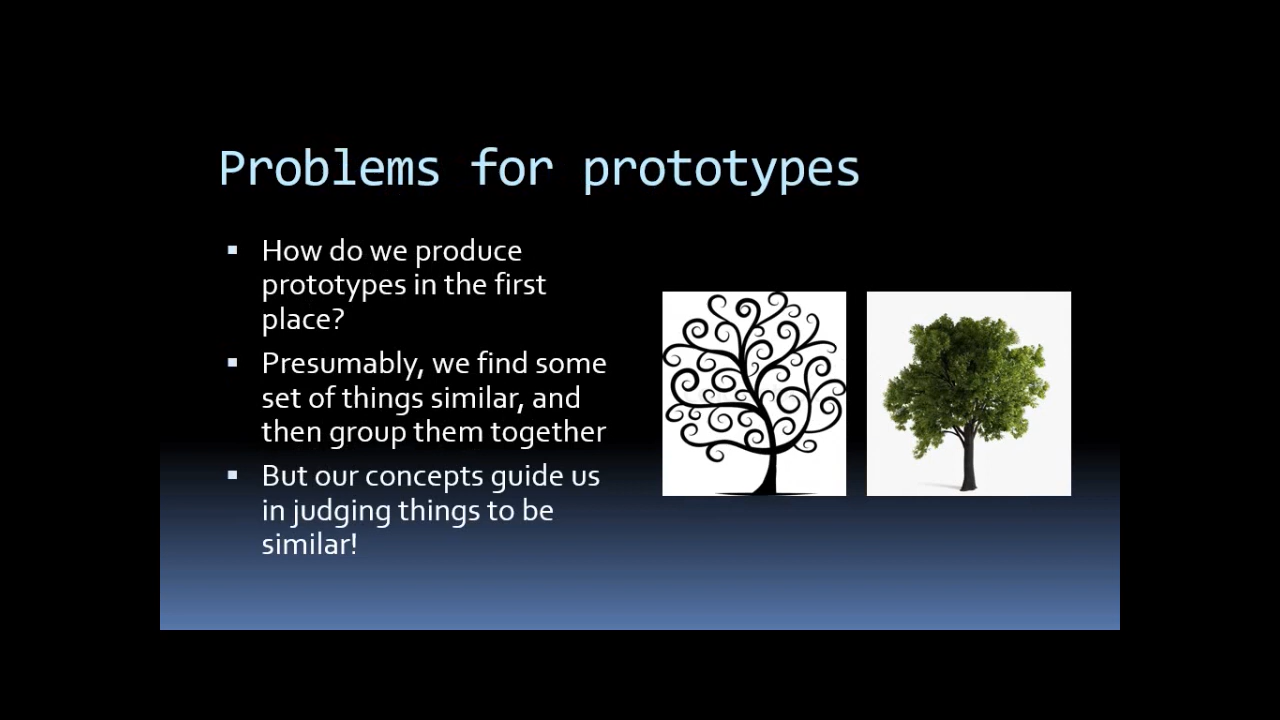 Problems for prototypes
▪ How do we produce
prototypes in the first
place?
▪ Presumably, we find some
set of things similar, and
then group them together
▪ But our concepts guide us
in judging things to be
similar!